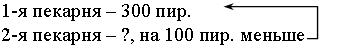 1-я пекарня – 300 пир.
2-я пекарня – ?, на 100 пир. меньше